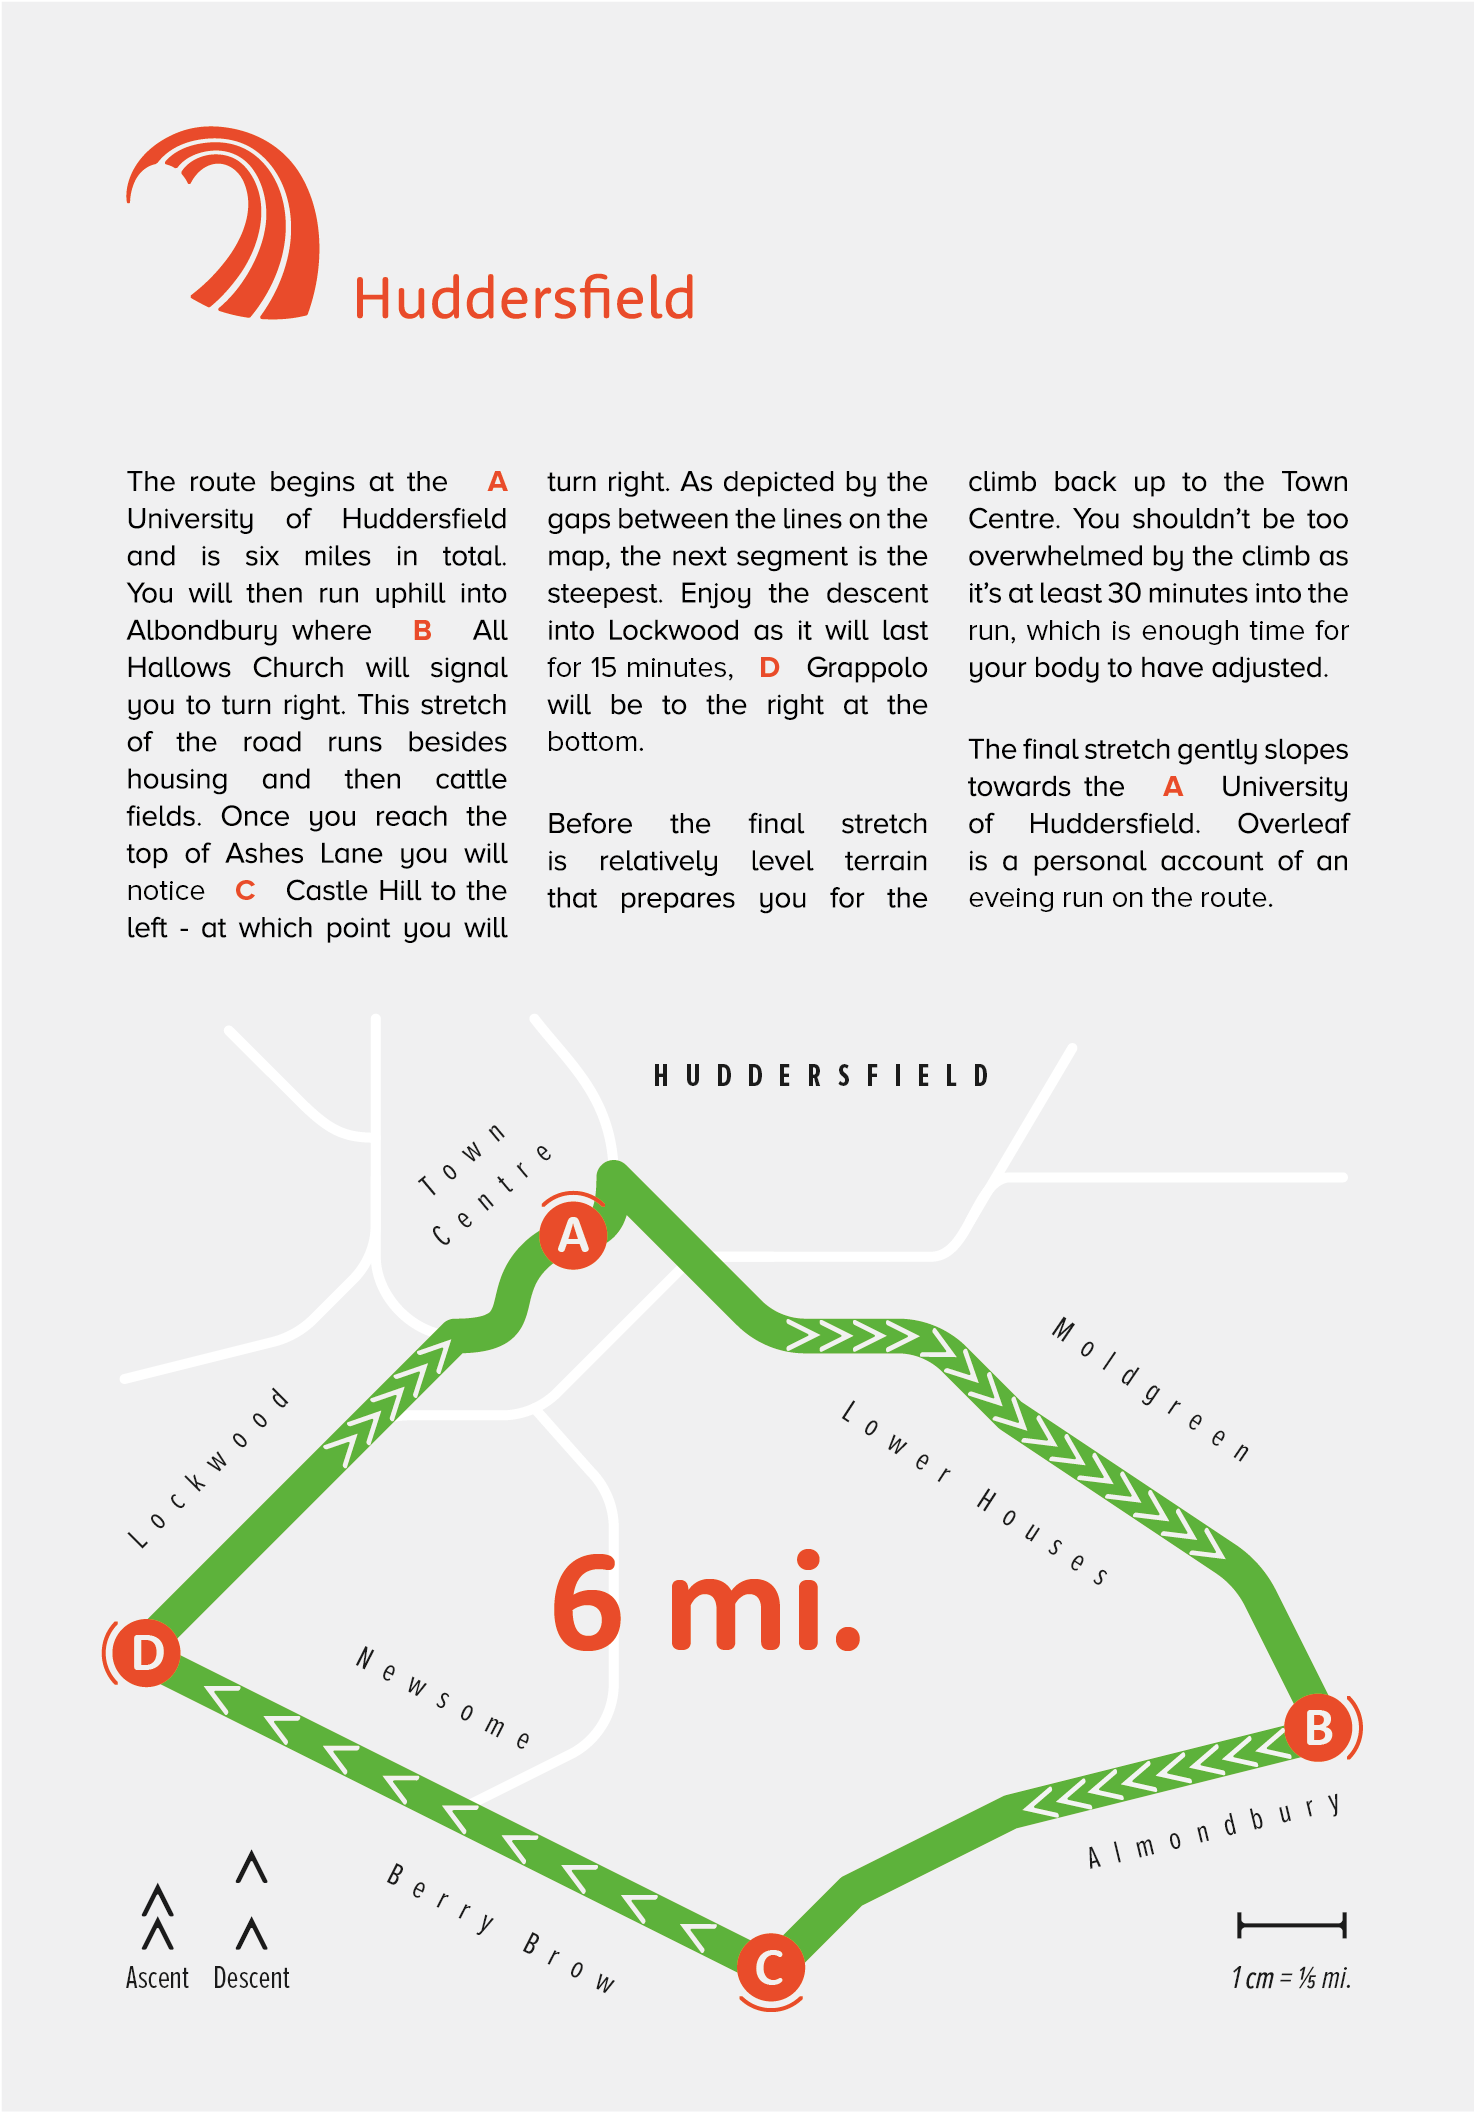 Huddersfield
The route begins at the A
University of Huddersfield
and is six miles in total.
You will then run uphill into
Albondbury where B All
Hallows Church will signal
you to turn right. This stretch
of the road runs besides
housing and then cattle
fields. Once you reach the
top of Ashes Lane you will
notice C Castle Hill to the
left - at which point you will
turn right. As depicted by the
gaps between the lines on the
map, the next segment is the
steepest. Enjoy the descent
into Lockwood as it will last
for 15 minutes, D Grappolo
will be to the right at the
bottom.
Before the final stretch
is relatively level terrain
that prepares you for the
climb back up to the Town
Centre. You shouldn’t be too
overwhelmed by the climb as
it’s at least 30 minutes into the
run, which is enough time for
your body to have adjusted.
The final stretch gently slopes
towards the A University
of Huddersfield. Overleaf
is a personal account of an
eveing run on the route.
HUDDERSFIELD
Town
Centre
A
Moldgreen
Lower Houses
Lockwood
6 mi.
D
Newsome
B
Almondbury
Berry Brow
C
Ascent
Descent
1 cm = ⅕ mi.